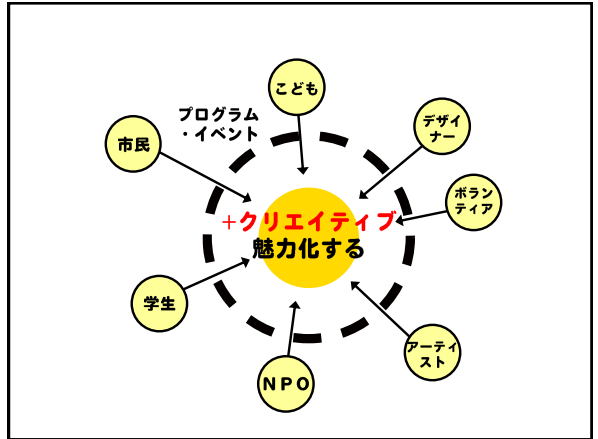 こども
プログラム
・イベント
デザイ
ナー
市民
ボラン
ティア
+クリエイティブ
魅力化する
学生
アーティ
スト
NPO